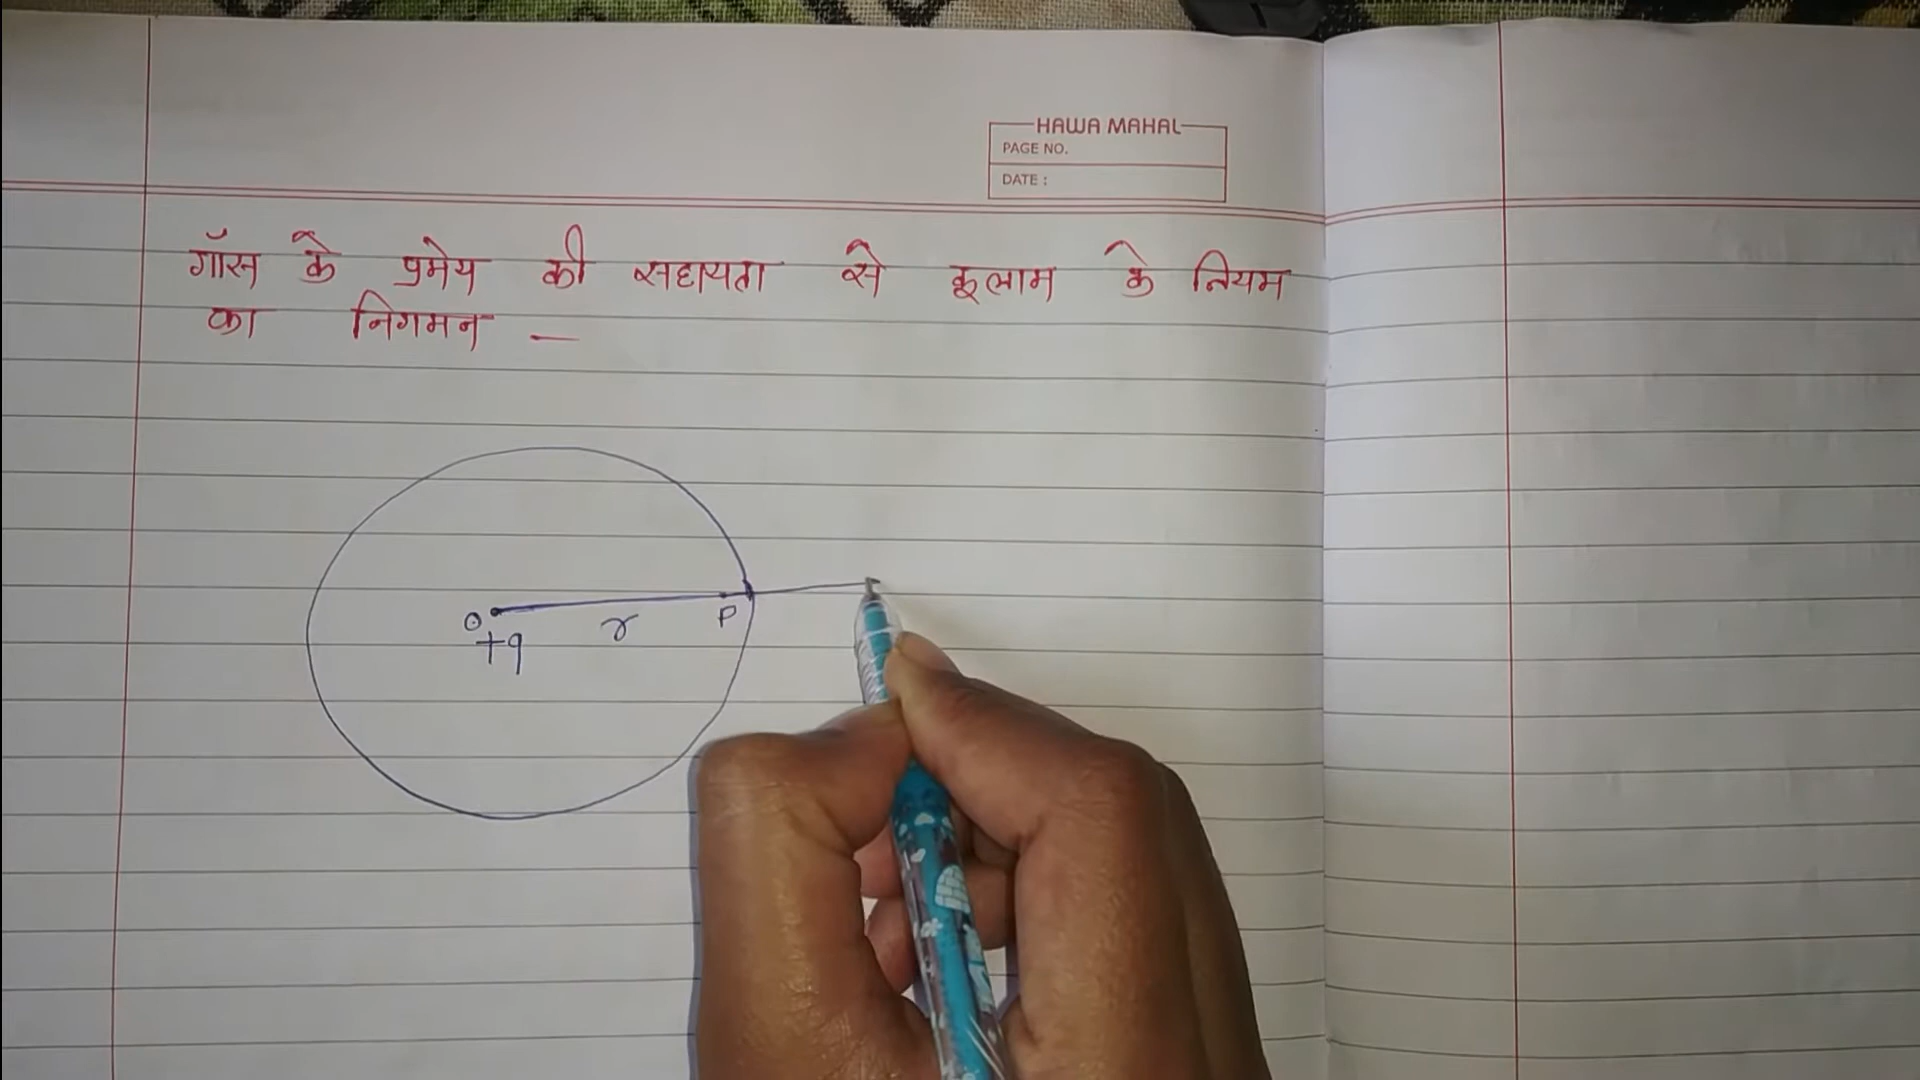 HAWA MAHAL
PAGE NO.
DATE :
गॉस के प्रमेय की सहायता से कूलाम के नियम
का निगमन —
O r P
+q